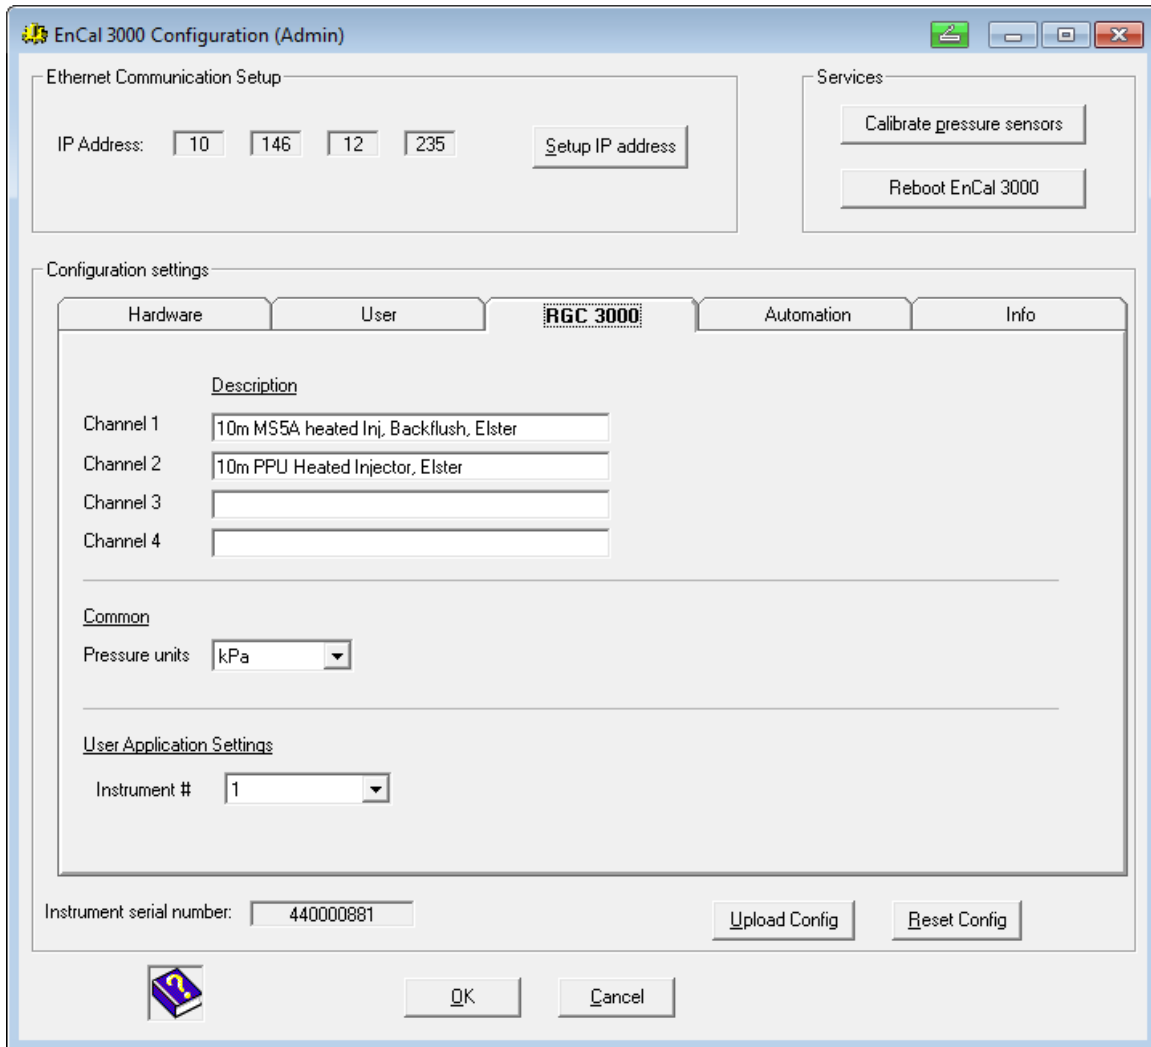 EnCal 3000 Configuration (Admin)
Ethernet Communication Setup
IP Address: 10 146 12 235
Setup IP address
Services
Calibrate pressure sensors
Reboot EnCal 3000
Configuration settings
Hardware User RGC 3000 Automation Info
Description
Channel 1 10m MS5A heated Inj, Backflush, Elster
Channel 2 10m PPU Heated Injector, Elster
Channel 3
Channel 4
Common
Pressure units kPa
User Application Settings
Instrument # 1
Instrument serial number: 440000881
Upload Config Reset Config
?
OK Cancel